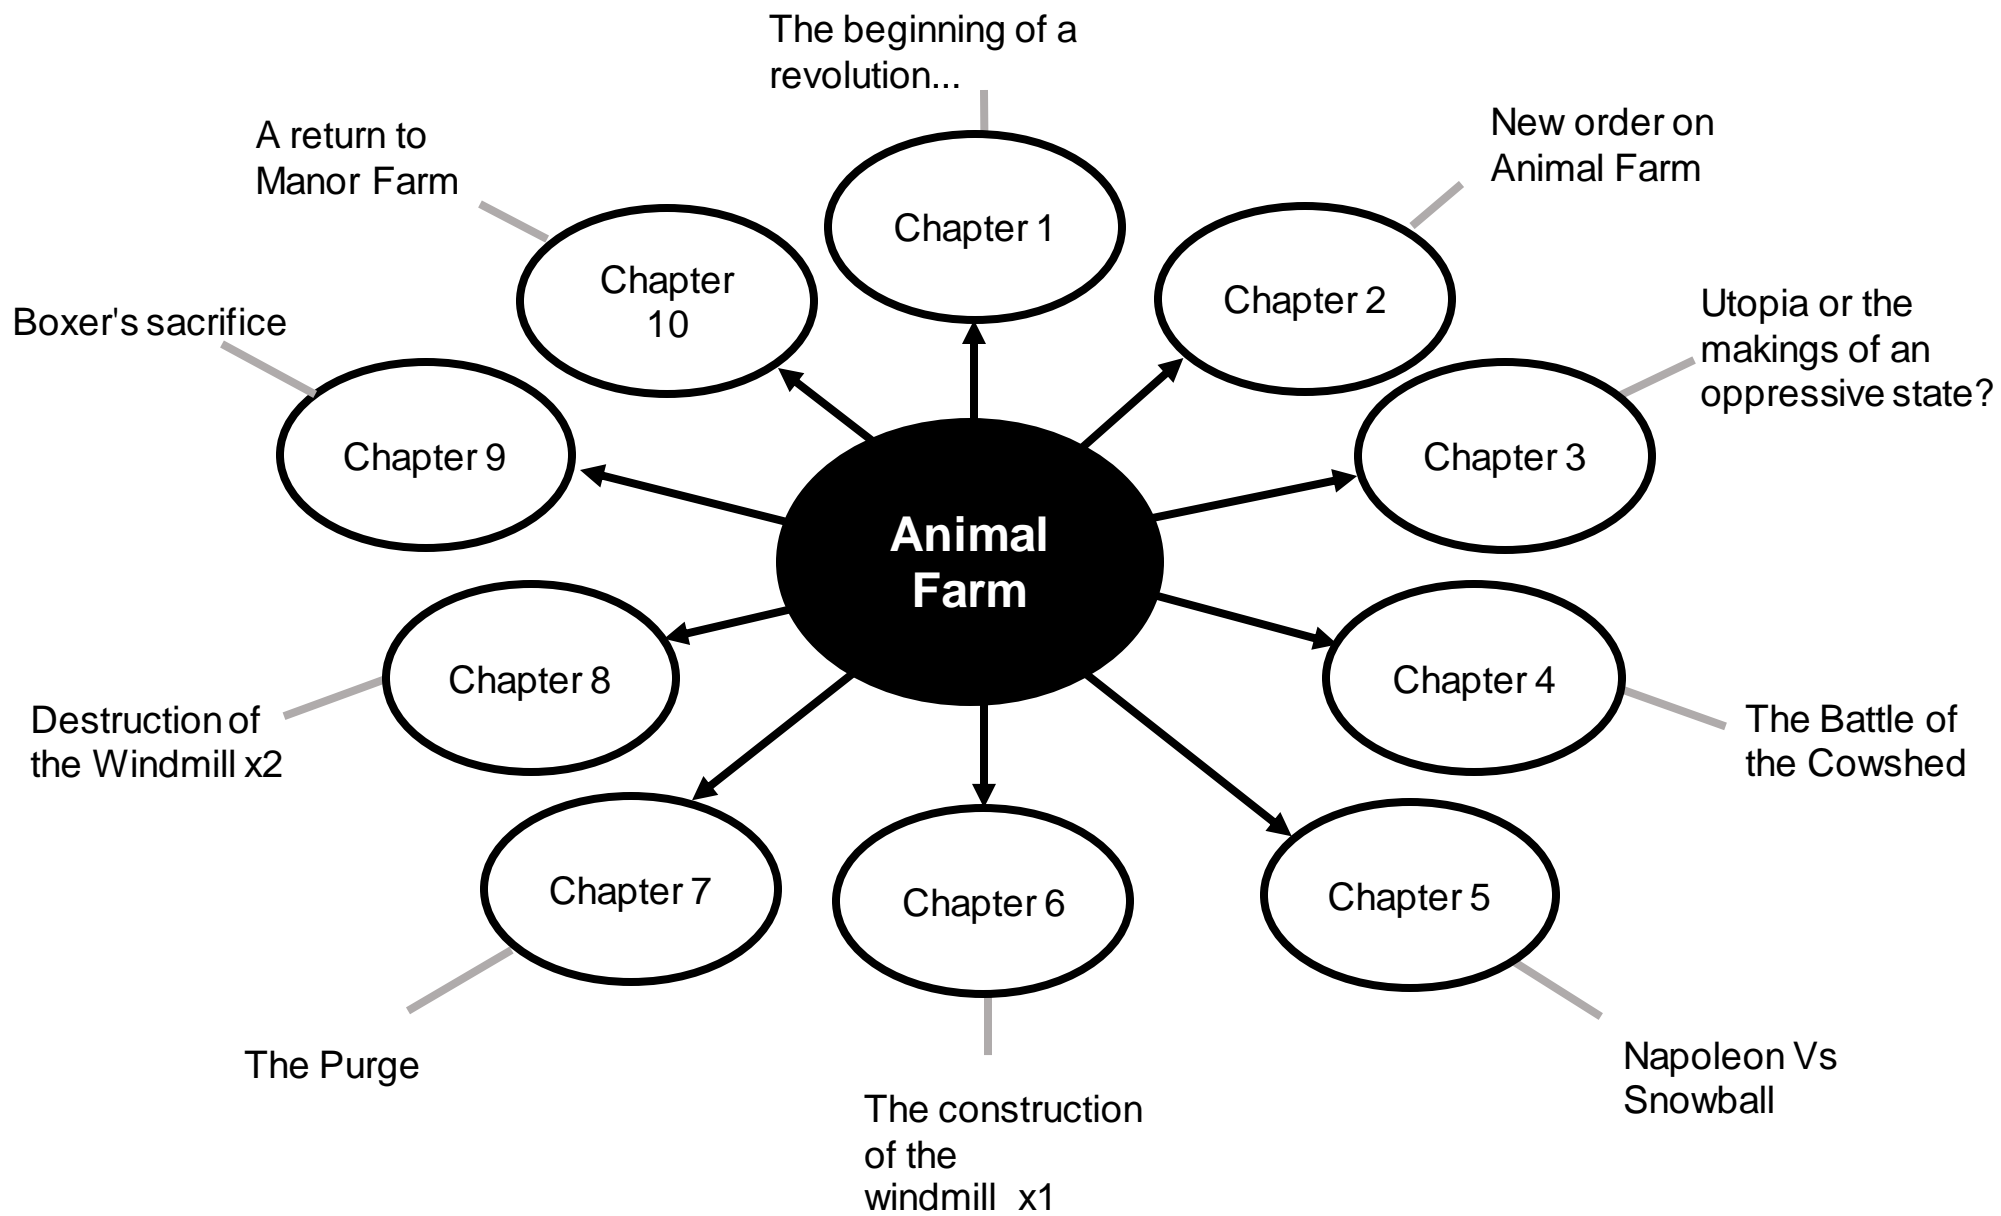 The beginning of a
revolution...
Chapter 1
New order on
Animal Farm
Chapter 2
Utopia or the
makings of an
oppressive state?
Chapter 3
The Battle of
the Cowshed
Chapter 4
Napoleon Vs
Snowball
Chapter 5
The construction
of the
windmill x1
Chapter 6
The Purge
Chapter 7
Destruction of
the Windmill x2
Chapter 8
Boxer's sacrifice
Chapter 9
A return to
Manor Farm
Chapter
10
Animal
Farm